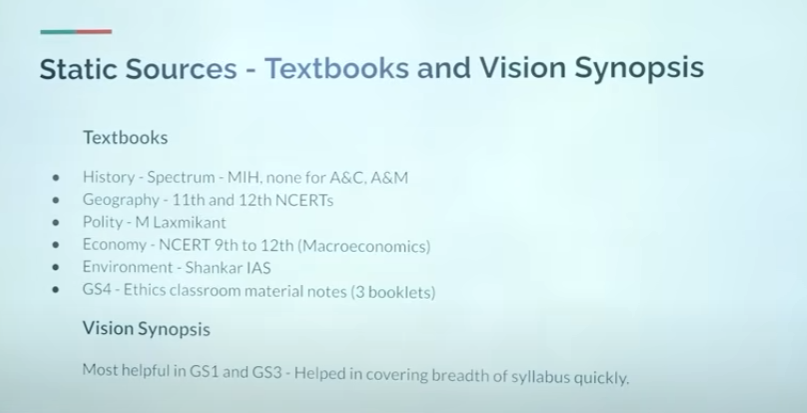 Static Sources - Textbooks and Vision Synopsis
Textbooks
● History - Spectrum - MIH, none for A&C, A&M
● Geography - 11th and 12th NCERTs
● Polity - M Laxmikant
● Economy - NCERT 9th to 12th (Macroeconomics)
● Environment - Shankar IAS
● GS4 - Ethics classroom material notes (3 booklets)
Vision Synopsis
Most helpful in GS1 and GS3 - Helped in covering breadth of syllabus quickly.